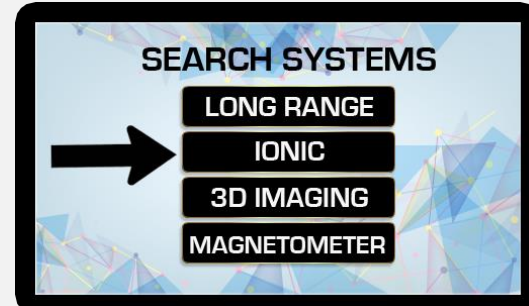 SEARCH SYSTEMS
LONG RANGE
IONIC
3D IMAGING
MAGNETOMETER